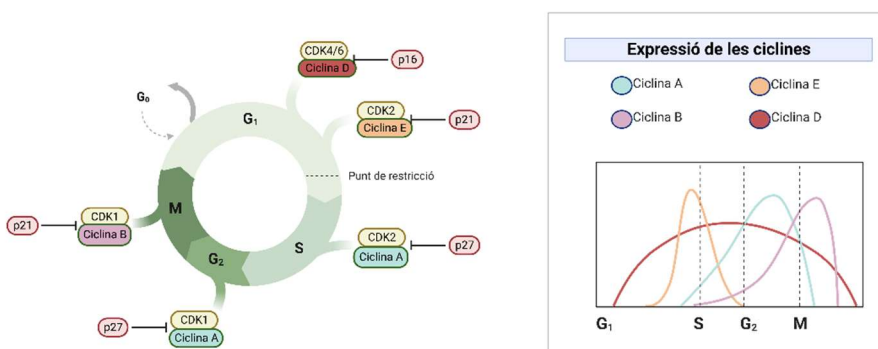 CDK4/6
Ciclina D
p16
G₀
G₁
CDK2
Ciclina E
p21
Punt de restricció
M
p21
CDK1
Ciclina B
S
CDK2
Ciclina A
p27
G₂
p27
CDK1
Ciclina A
Expressió de les ciclines
Ciclina A
Ciclina E
Ciclina B
Ciclina D
G₁ S G₂ M